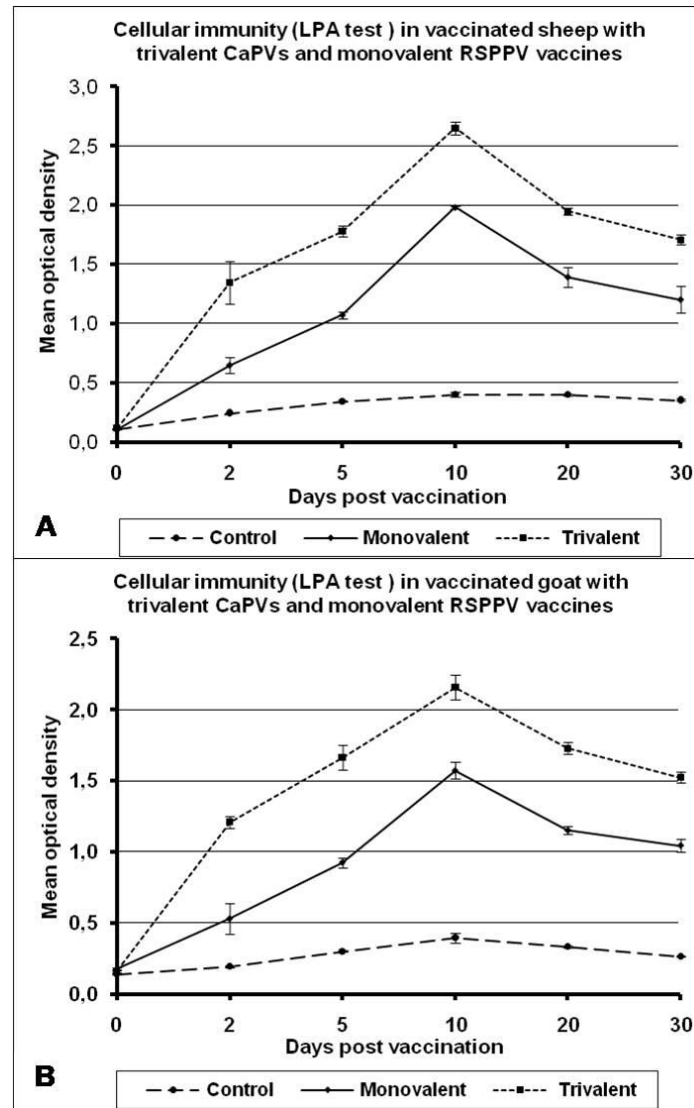 Cellular immunity (LPA test ) in vaccinated sheep with
trivalent CaPVs and monovalent RSPPV vaccines
3,0
2,5
2,0
1,5
1,0
0,5
0,0
Mean optical density
0 2 5 10 20 30
Days post vaccination
A
Control Monovalent Trivalent
Cellular immunity (LPA test ) in vaccinated goat with
trivalent CaPVs and monovalent RSPPV vaccines
2,5
2,0
1,5
1,0
0,5
0,0
Mean optical density
0 2 5 10 20 30
Days post vaccination
B
Control Monovalent Trivalent